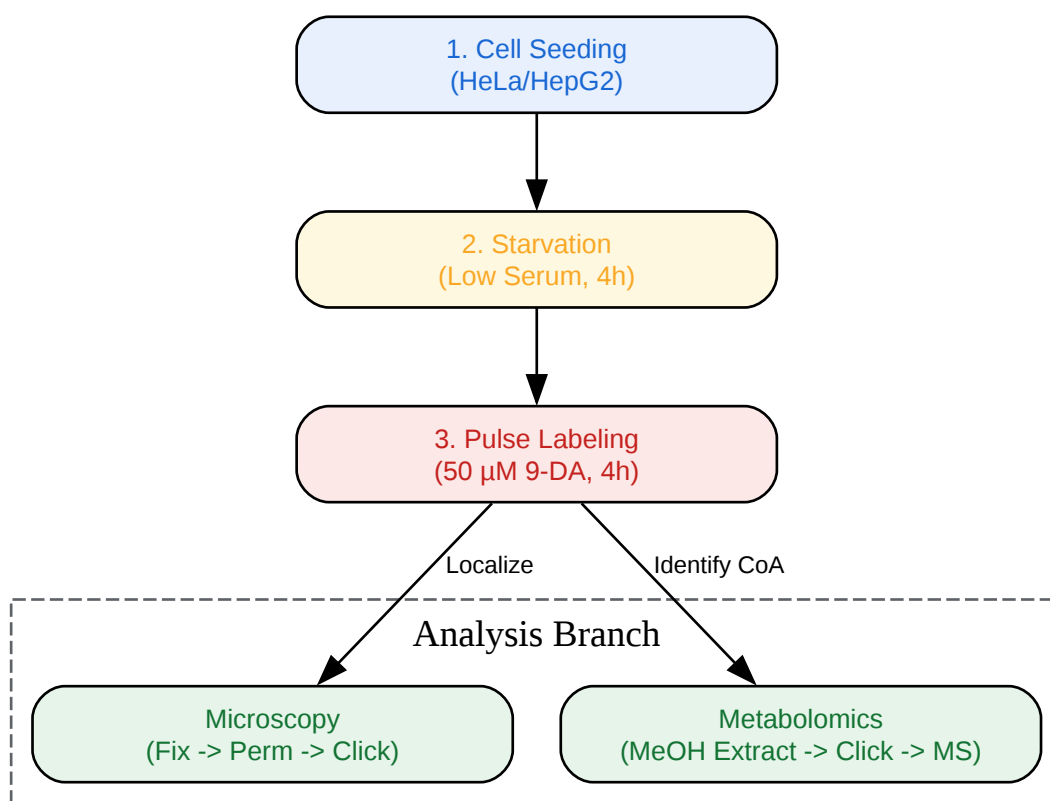 1. Cell Seeding
(HeLa/HepG2)
2. Starvation
(Low Serum, 4h)
3. Pulse Labeling
(50 µM 9-DA, 4h)
Localize
Identify CoA
Analysis Branch
Microscopy
(Fix -> Perm -> Click)
Metabolomics
(MeOH Extract -> Click -> MS)